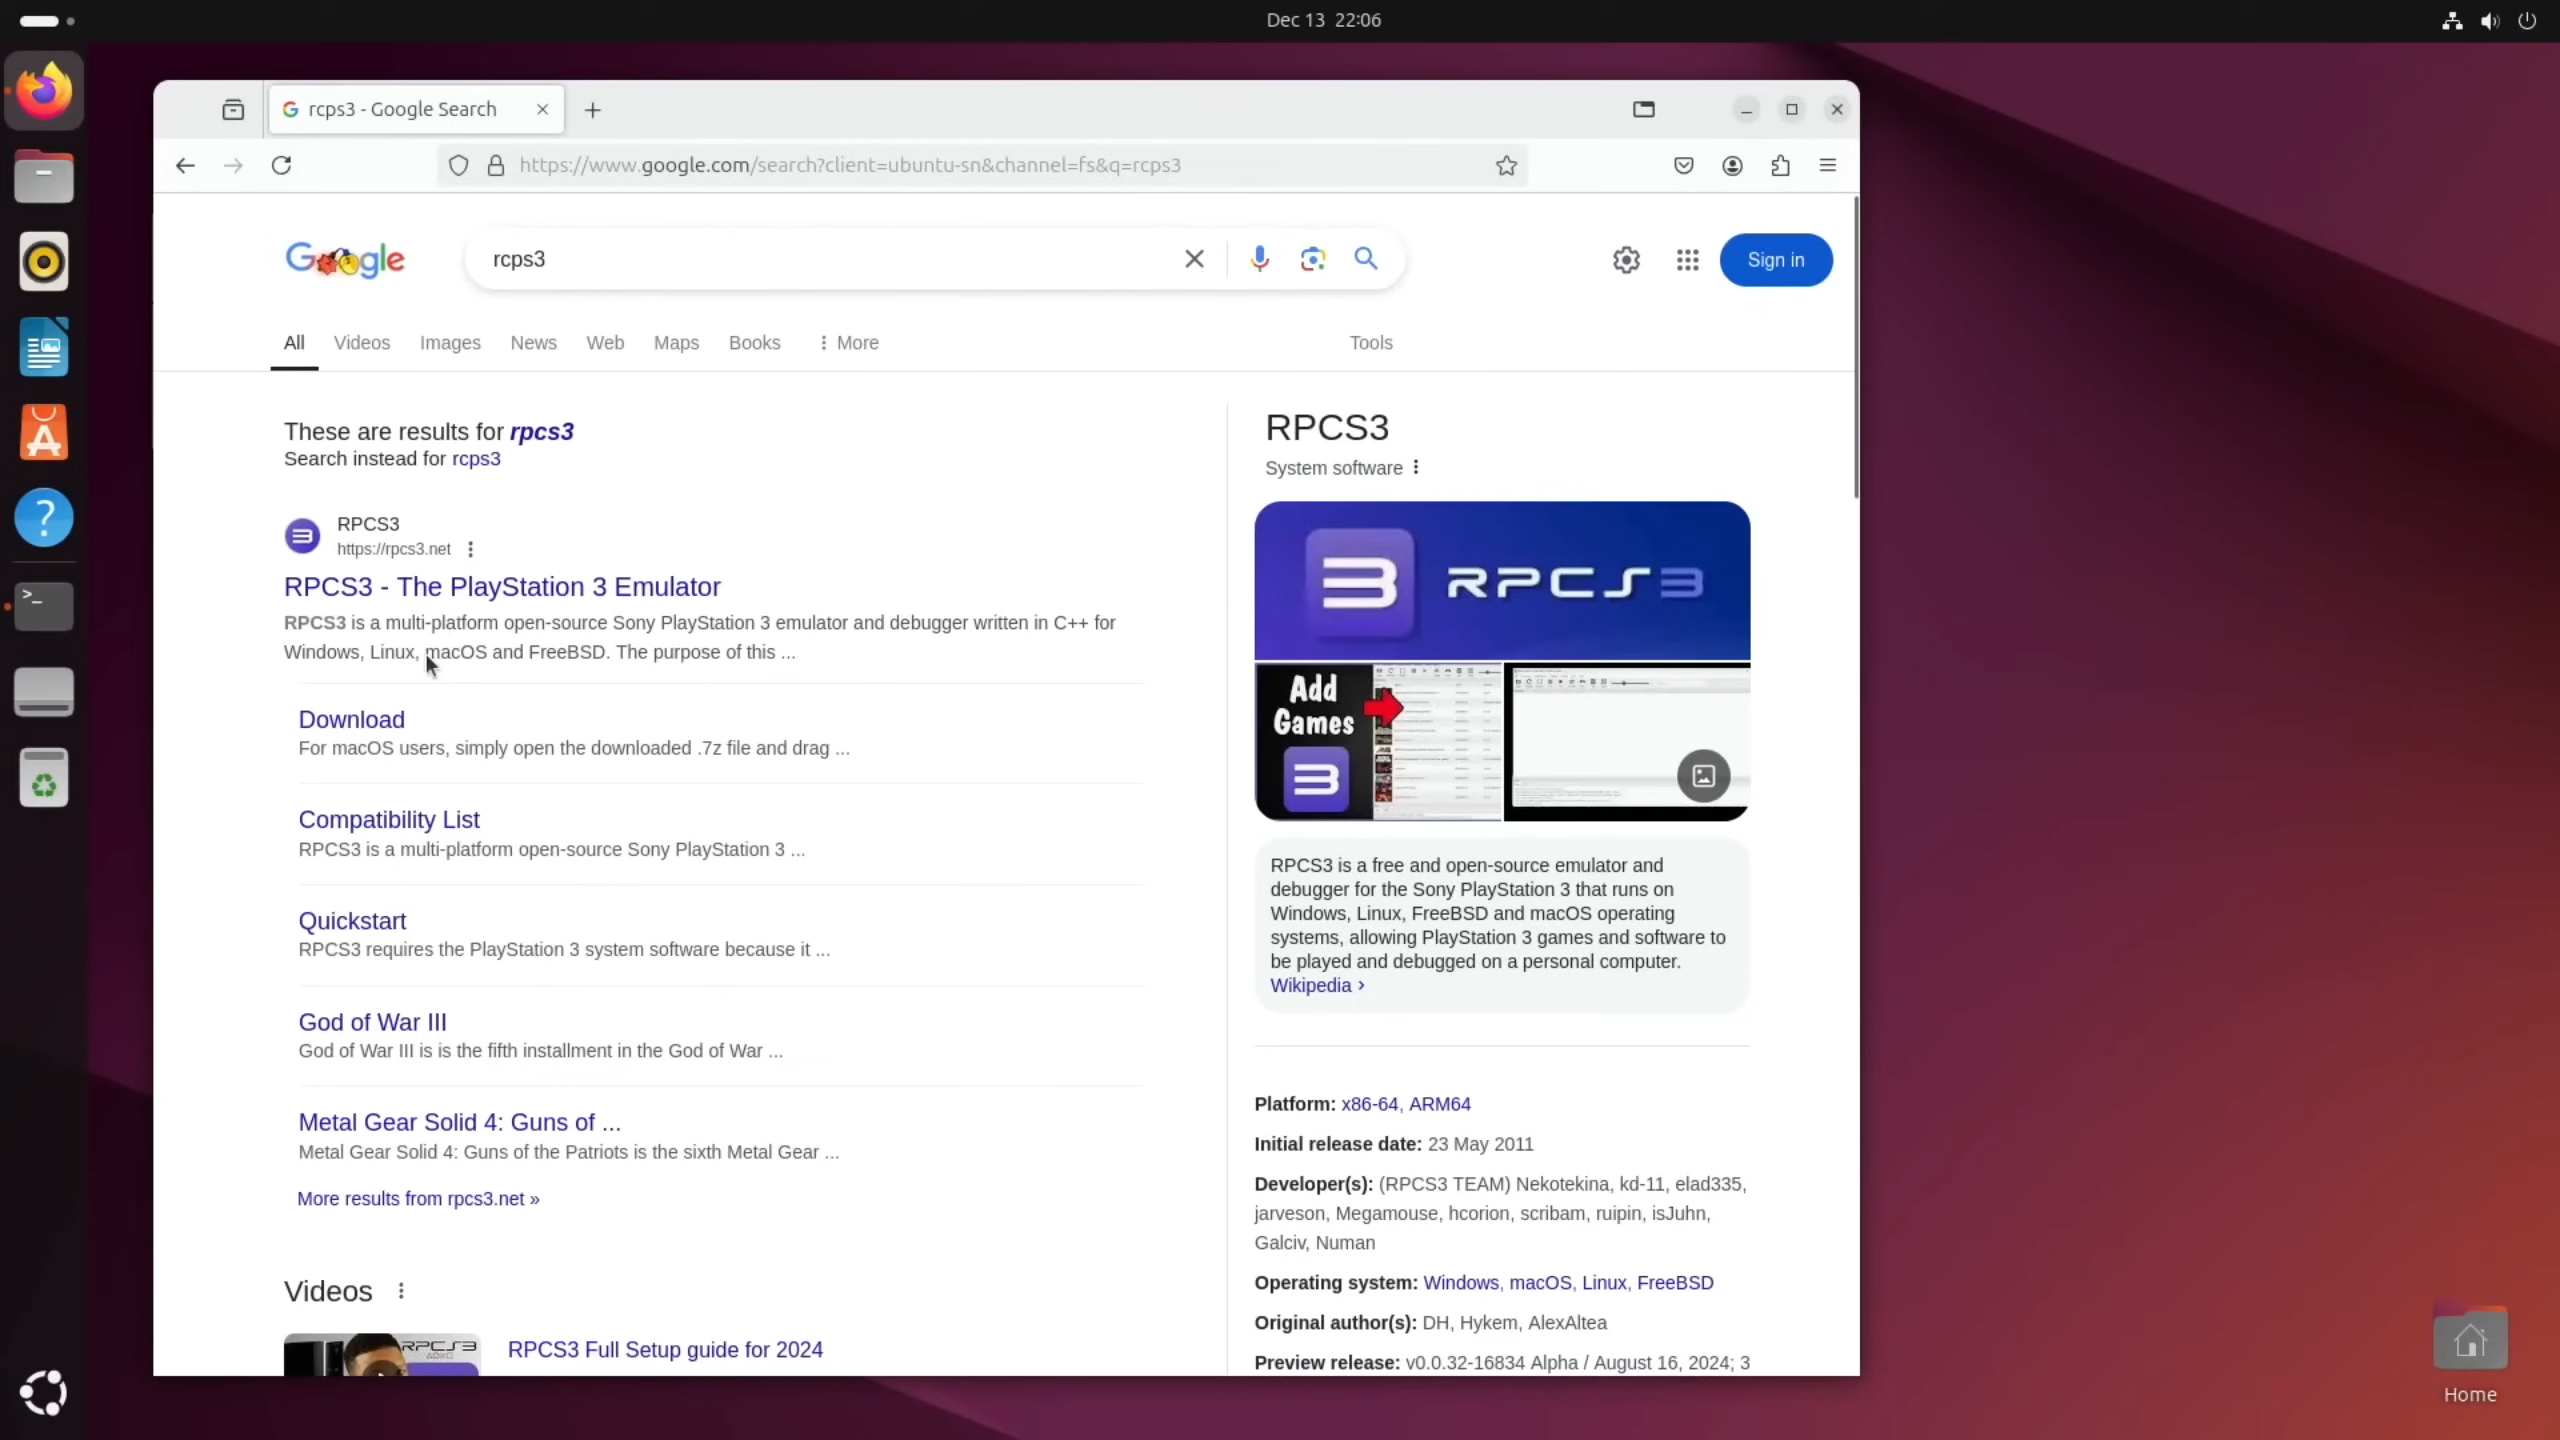 Dec 13 22:06
rcps3 - Google Search
https://www.google.com/search?client=ubuntu-sn&channel=fs&q=rcps3
Google
rcps3
Sign in
All
Videos
Images
News
Web
Maps
Books
More
Tools
These are results for rpcs3
Search instead for rcps3
RPCS3
https://rpcs3.net
RPCS3 - The PlayStation 3 Emulator
RPCS3 is a multi-platform open-source Sony PlayStation 3 emulator and debugger written in C++ for
Windows, Linux, macOS and FreeBSD. The purpose of this ...
Download
For macOS users, simply open the downloaded .7z file and drag ...
Compatibility List
RPCS3 is a multi-platform open-source Sony PlayStation 3 ...
Quickstart
RPCS3 requires the PlayStation 3 system software because it ...
God of War III
God of War III is is the fifth installment in the God of War ...
Metal Gear Solid 4: Guns of ...
Metal Gear Solid 4: Guns of the Patriots is the sixth Metal Gear ...
More results from rpcs3.net »
Videos
RPCS3
RPCS3 Full Setup guide for 2024
RPCS3
System software
RPCS3
Add
Games
RPCS3 is a free and open-source emulator and
debugger for the Sony PlayStation 3 that runs on
Windows, Linux, FreeBSD and macOS operating
systems, allowing PlayStation 3 games and software to
be played and debugged on a personal computer.
Wikipedia ›
Platform: x86-64, ARM64
Initial release date: 23 May 2011
Developer(s): (RPCS3 TEAM) Nekotekina, kd-11, elad335,
jarveson, Megamouse, hcorion, scribam, ruipin, isJuhn,
Galciv, Numan
Operating system: Windows, macOS, Linux, FreeBSD
Original author(s): DH, Hykem, AlexAltea
Preview release: v0.0.32-16834 Alpha / August 16, 2024; 3
Home